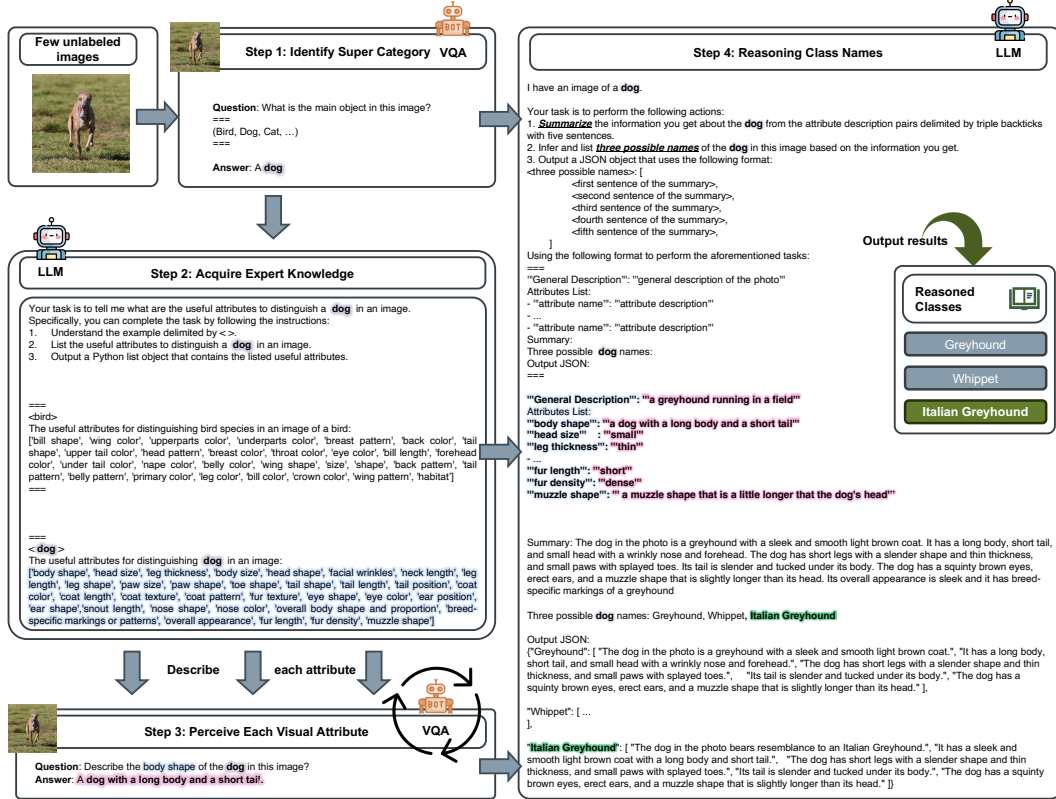 Few unlabeled
images
Step 1: Identify Super Category
BOT
VQA
Question: What is the main object in this image?
===
(Bird, Dog, Cat, …)
===
Answer: A dog
LLM
Step 2: Acquire Expert Knowledge
Your task is to tell me what are the useful attributes to distinguish a dog in an image.
Specifically, you can complete the task by following the instructions:
1. Understand the example delimited by < >.
2. List the useful attributes to distinguish a dog in an image.
3. Output a Python list object that contains the listed useful attributes.
===
<bird>
The useful attributes for distinguishing bird species in an image of a bird:
['bill shape', 'wing color', 'upperparts color', 'underparts color', 'breast pattern', 'back color', 'tail
shape', 'upper tail color', 'head pattern', 'breast color', 'throat color', 'eye color', 'bill length', 'forehead
color', 'under tail color', 'nape color', 'belly color', 'wing shape', 'size', 'shape', 'back pattern', 'tail
pattern', 'belly pattern', 'primary color', 'leg color', 'bill color', 'crown color', 'wing pattern', 'habitat']
===
===
< dog >
The useful attributes for distinguishing dog in an image:
['body shape', 'head size', 'leg thickness', 'body size', 'head shape', 'facial wrinkles', 'neck length', 'leg
length', 'leg shape', 'paw size', 'paw shape', 'toe shape', 'tail shape', 'tail length', 'tail position', 'coat
color', 'coat length', 'coat texture', 'coat pattern', 'fur texture', 'eye shape', 'eye color', 'ear position',
'ear shape','snout length', 'nose shape', 'nose color', 'overall body shape and proportion', 'breed-
specific markings or patterns', 'overall appearance', 'fur length', 'fur density', 'muzzle shape']
Describe each attribute
BOT
VQA
Step 3: Perceive Each Visual Attribute
Question: Describe the body shape of the dog in this image?
Answer: A dog with a long body and a short tail.
Step 4: Reasoning Class Names
LLM
I have an image of a dog.
Your task is to perform the following actions:
1. Summarize the information you get about the dog from the attribute description pairs delimited by triple backticks
with five sentences.
2. Infer and list three possible names of the dog in this image based on the information you get.
3. Output a JSON object that uses the following format:
<three possible names>: [
<first sentence of the summary>,
<second sentence of the summary>,
<third sentence of the summary>,
<fourth sentence of the summary>,
<fifth sentence of the summary>,
]
Using the following format to perform the aforementioned tasks:
===
'''General Description''': '''general description of the photo'''
Attributes List:
- '''attribute name''': '''attribute description'''
- ...
- '''attribute name''': '''attribute description'''
Summary:
Three possible dog names:
Output JSON:
===
'''General Description''': '''a greyhound running in a field'''
Attributes List:
'''body shape''': '''a dog with a long body and a short tail'''
'''head size''' : '''small'''
'''leg thickness''': '''thin'''
- ...
'''fur length''': '''short'''
'''fur density''': '''dense'''
'''muzzle shape''': ''' a muzzle shape that is a little longer that the dog's head'''
Summary: The dog in the photo is a greyhound with a sleek and smooth light brown coat. It has a long body, short tail,
and small head with a wrinkly nose and forehead. The dog has short legs with a slender shape and thin thickness,
and small paws with splayed toes. Its tail is slender and tucked under its body. The dog has a squinty brown eyes,
erect ears, and a muzzle shape that is slightly longer than its head. Its overall appearance is sleek and it has breed-
specific markings of a greyhound
Three possible dog names: Greyhound, Whippet, Italian Greyhound
Output JSON:
{"Greyhound": [ "The dog in the photo is a greyhound with a sleek and smooth light brown coat.", "It has a long body,
short tail, and small head with a wrinkly nose and forehead.", "The dog has short legs with a slender shape and thin
thickness, and small paws with splayed toes.", "Its tail is slender and tucked under its body.", "The dog has a
squinty brown eyes, erect ears, and a muzzle shape that is slightly longer than its head." ],
"Whippet": [ ...
],
"Italian Greyhound": [ "The dog in the photo bears resemblance to an Italian Greyhound.", "It has a sleek and
smooth light brown coat with a long body and short tail.", "The dog has short legs with a slender shape and thin
thickness, and small paws with splayed toes.", "Its tail is slender and tucked under its body.", "The dog has a squinty
brown eyes, erect ears, and a muzzle shape that is slightly longer than its head." ]}
Output results
Reasoned
Classes
Greyhound
Whippet
Italian Greyhound